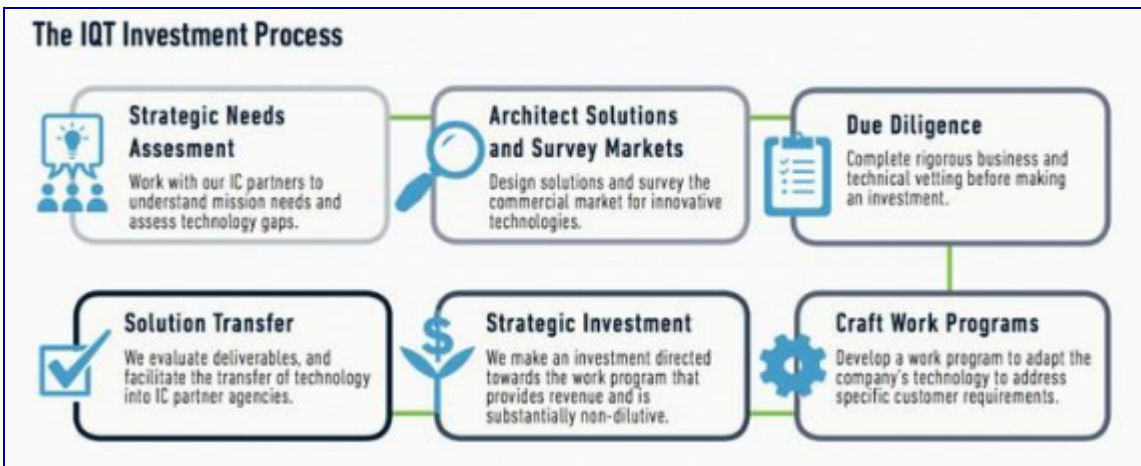 The IQT Investment Process
Strategic Needs
Assesment
Work with our IC partners to
understand mission needs and
assess technology gaps.
Architect Solutions
and Survey Markets
Design solutions and survey the
commercial market for innovative
technologies.
Due Diligence
Complete rigorous business and
technical vetting before making
an investment.
Craft Work Programs
Develop a work program to adapt the
company's technology to address
specific customer requirements.
Strategic Investment
We make an investment directed
towards the work program that
provides revenue and is
substantially non-dilutive.
Solution Transfer
We evaluate deliverables, and
facilitate the transfer of technology
into IC partner agencies.